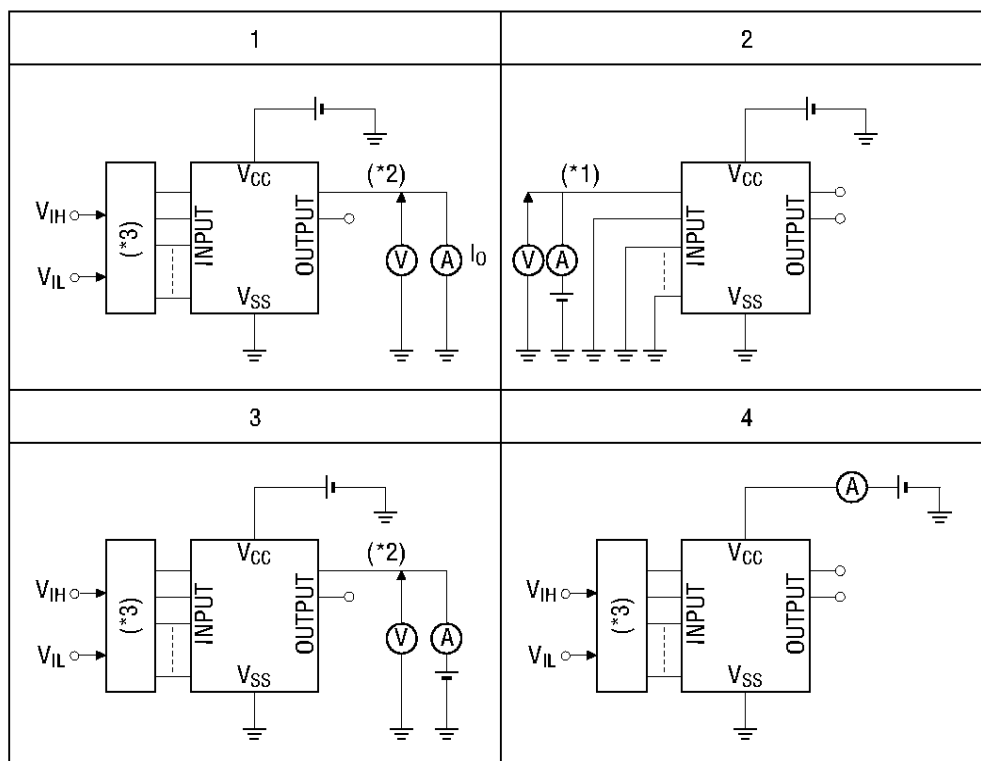 1
2
VCC
(*2)
VIH
VIL
(*3)
INPUT
OUTPUT
V
A
IO
VSS
VCC
(*1)
V
A
INPUT
OUTPUT
VSS
3
4
VCC
(*2)
VIH
VIL
(*3)
INPUT
OUTPUT
V
A
VSS
A
VCC
VIH
VIL
(*3)
INPUT
OUTPUT
VSS